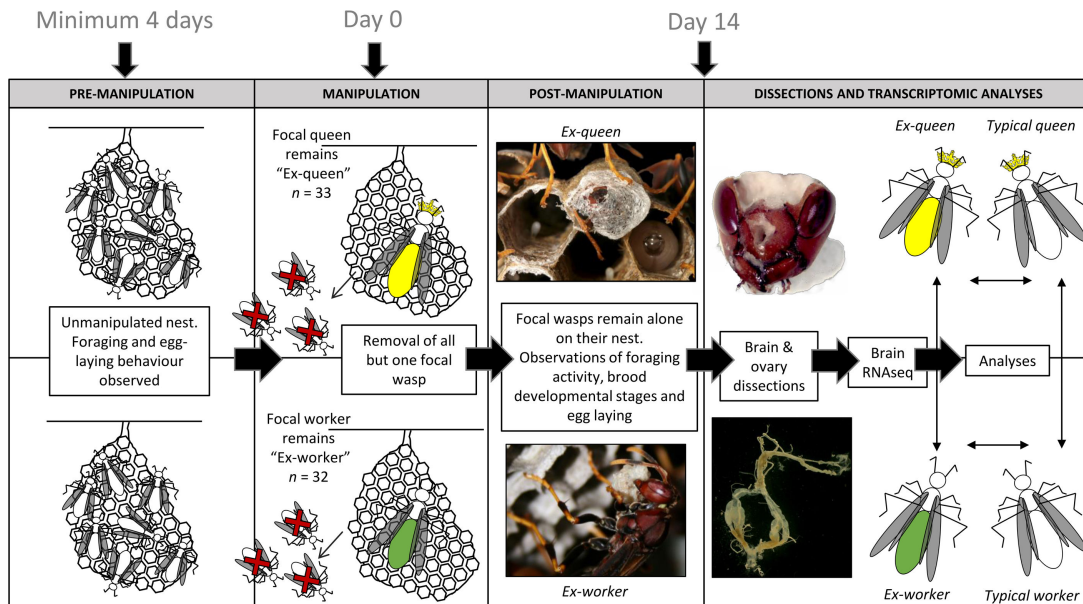 Minimum 4 days
Day 0
Day 14
PRE-MANIPULATION
MANIPULATION
POST-MANIPULATION
DISSECTIONS AND TRANSCRIPTOMIC ANALYSES
Focal queen
remains
“Ex-queen”
n = 33
Ex-queen
Ex-queen
Typical queen
Unmanipulated nest.
Foraging and egg-
laying behaviour
observed
Removal of all
but one focal
wasp
Focal wasps remain alone
on their nest.
Observations of foraging
activity, brood
developmental stages and
egg laying
Brain &
ovary
dissections
Brain
RNAseq
Analyses
Focal worker
remains
“Ex-worker”
n = 32
Ex-worker
Ex-worker
Typical worker